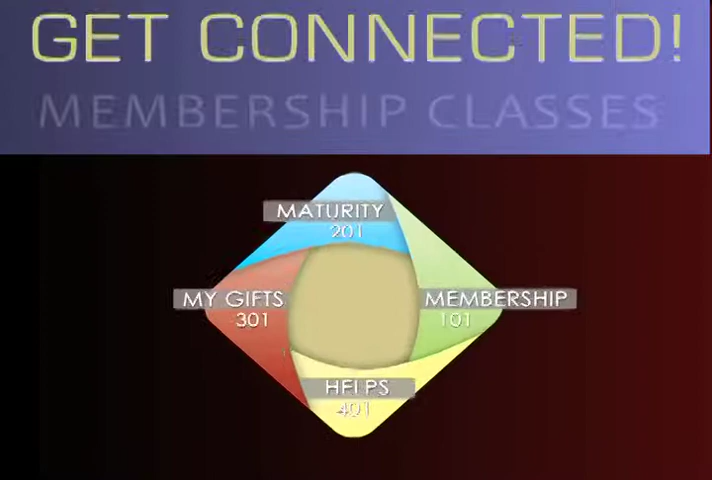 GET CONNECTED!
MEMBERSHIP CLASSES
MATURITY
201
MY GIFTS
301
MEMBERSHIP
101
HELPS
401